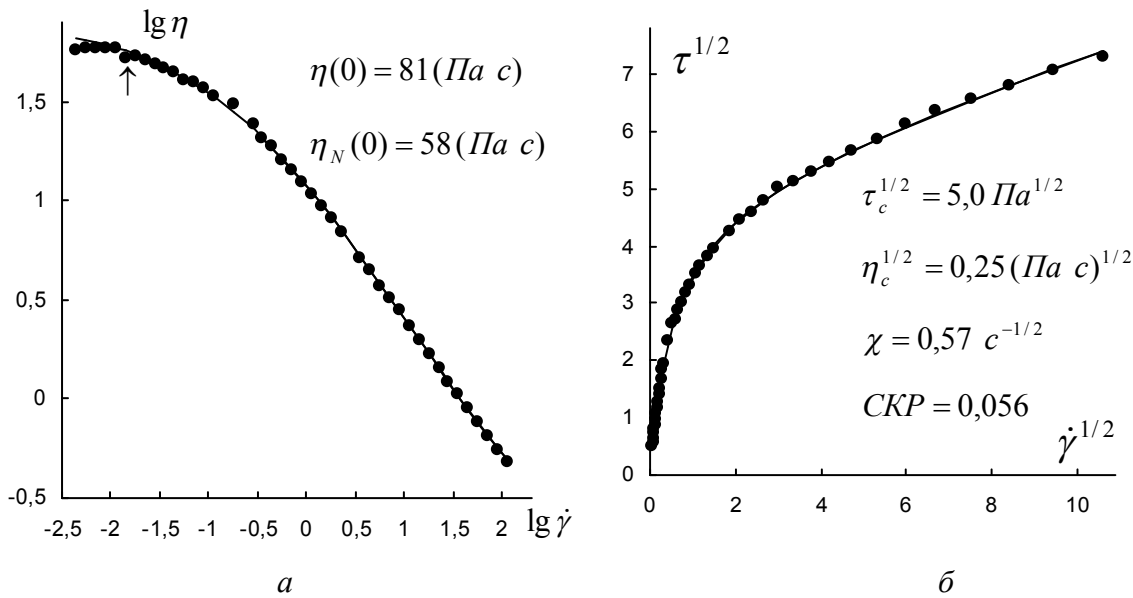 lg η
η(0) = 81(Па с)
η_N(0) = 58(Па с)
1,5
1
0,5
0
-0,5
-2,5 -2 -1,5 -1 -0,5 0 0,5 1 1,5 2
lg γ̇
а
τ^{1/2}
7
6
5
4
3
2
1
0
τ_c^{1/2} = 5,0 Па^{1/2}
η_c^{1/2} = 0,25(Па с)^{1/2}
χ = 0,57 с^{-1/2}
СКР = 0,056
γ̇^{1/2}
0 2 4 6 8 10
б